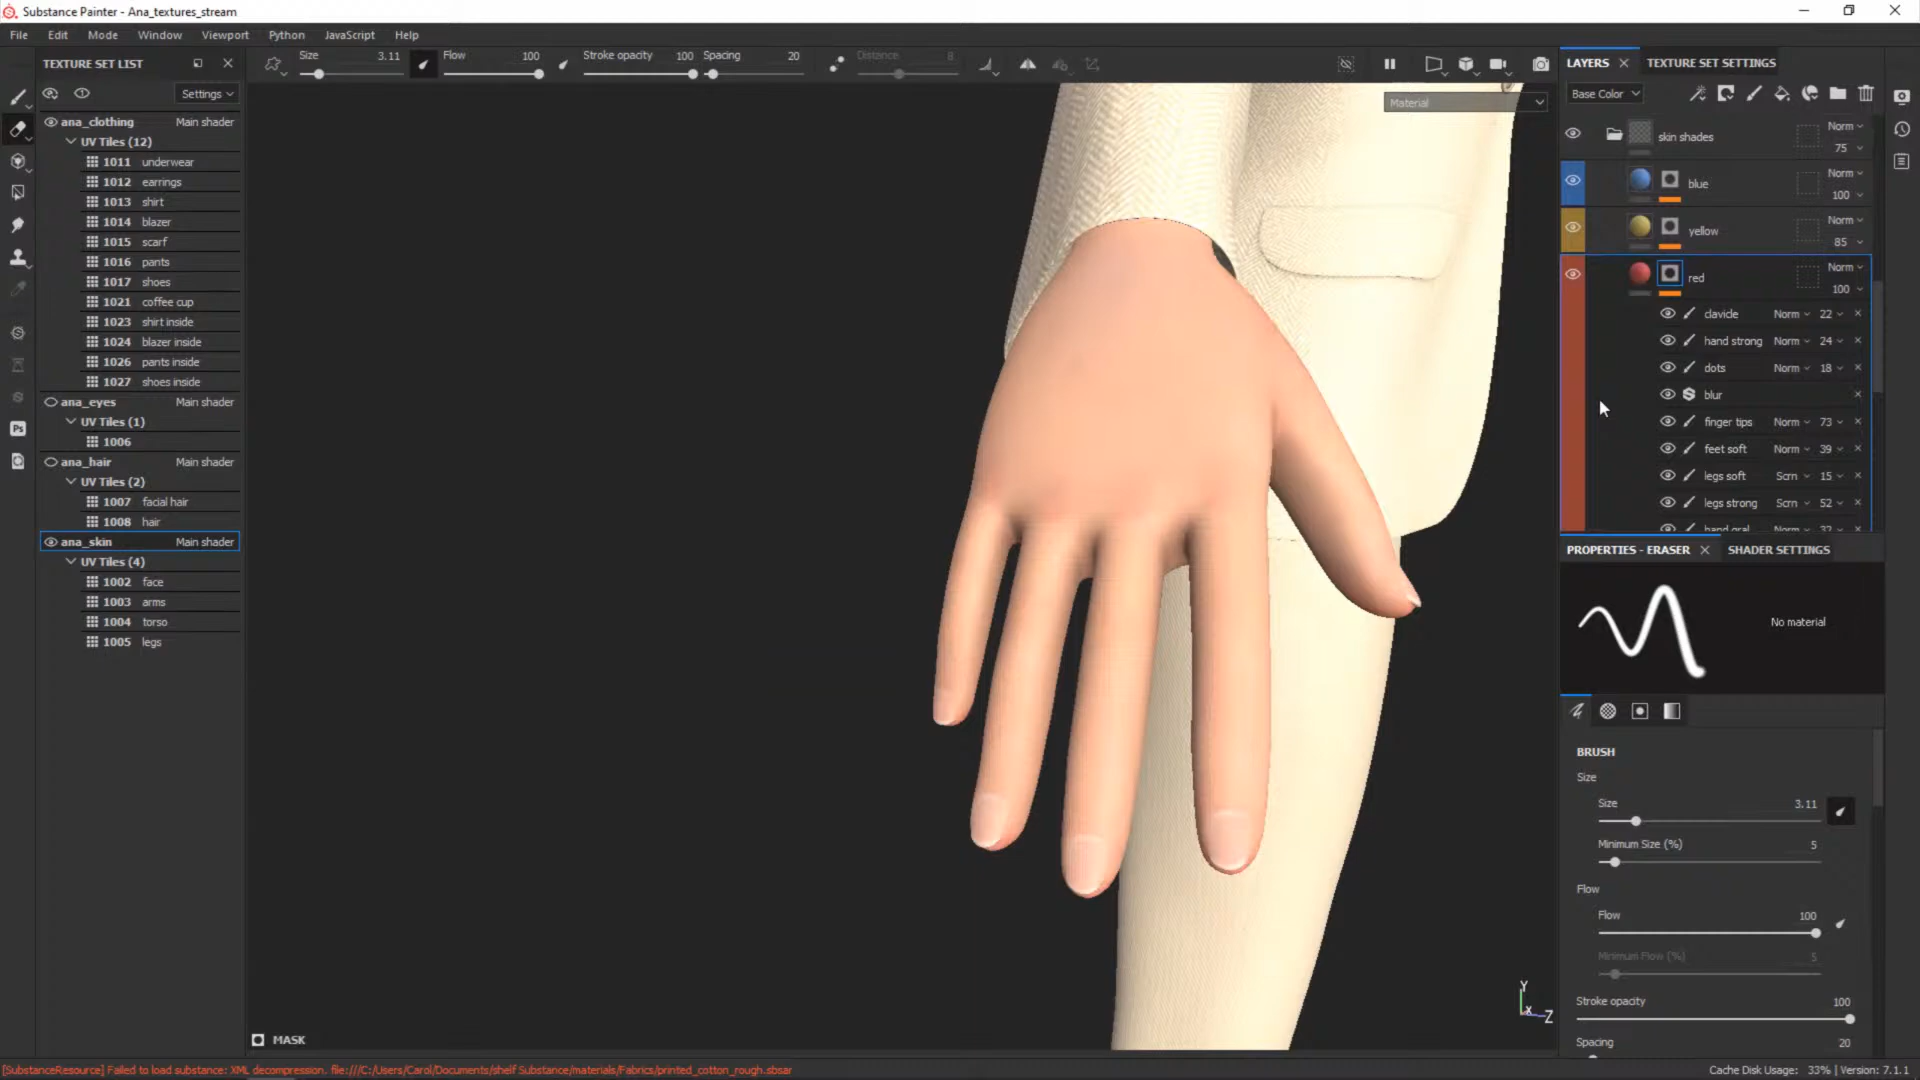 Substance Painter - Ana_textures_stream
File Edit Mode Window Viewport Python JavaScript Help
Size 3.11 Flow 100 Stroke opacity 100 Spacing 20 Distance 8
TEXTURE SET LIST
Settings
ana_clothing Main shader
UV Tiles (12)
1011 underwear
1012 earrings
1013 shirt
1014 blazer
1015 scarf
1016 pants
1017 shoes
1021 coffee cup
1023 shirt inside
1024 blazer inside
1026 pants inside
1027 shoes inside
ana_eyes Main shader
UV Tiles (1)
1006
ana_hair Main shader
UV Tiles (2)
1007 facial hair
1008 hair
ana_skin Main shader
UV Tiles (4)
1002 face
1003 arms
1004 torso
1005 legs
Material
Y
X
Z
MASK
LAYERS TEXTURE SET SETTINGS
Base Color
skin shades Norm 75
blue Norm 100
yellow Norm 85
red Norm 100
clavicle Norm 22
hand strong Norm 24
dots Norm 18
blur
finger tips Norm 73
feet soft Norm 39
legs soft Scrn 15
legs strong Scrn 52
hand gral Norm 32
PROPERTIES - ERASER SHADER SETTINGS
No material
BRUSH
Size
Size 3.11
Minimum Size (%) 5
Flow
Flow 100
Minimum Flow (%) 5
Stroke opacity 100
Spacing 20
[SubstanceResource] Failed to load substance: XML decompression. file:///C:/Users/Carol/Documents/shelf Substance/materials/Fabrics/printed_cotton_rough.sbsar
Cache Disk Usage: 33% | Version: 7.1.1